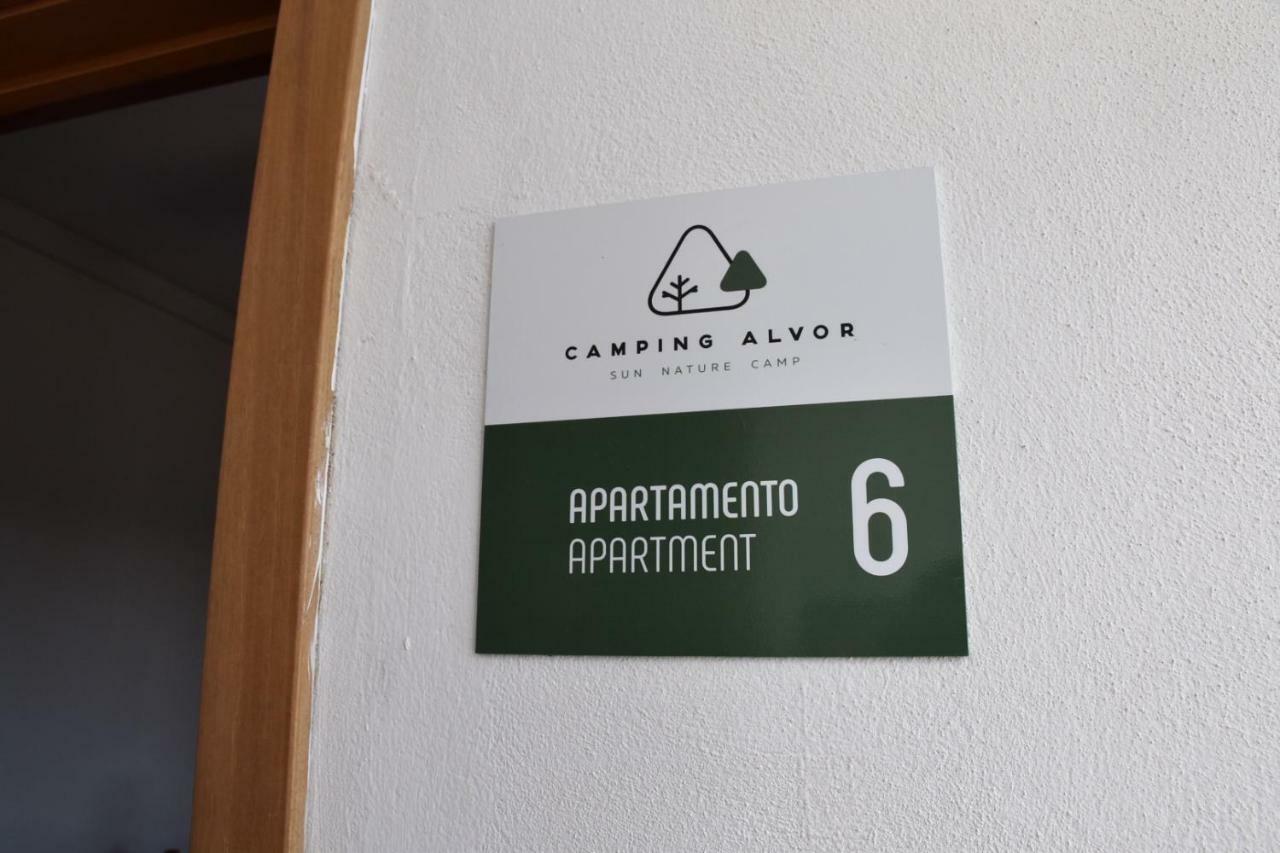 CAMPING ALVOR
SUN NATURE CAMP
APARTAMENTO 6
APARTMENT